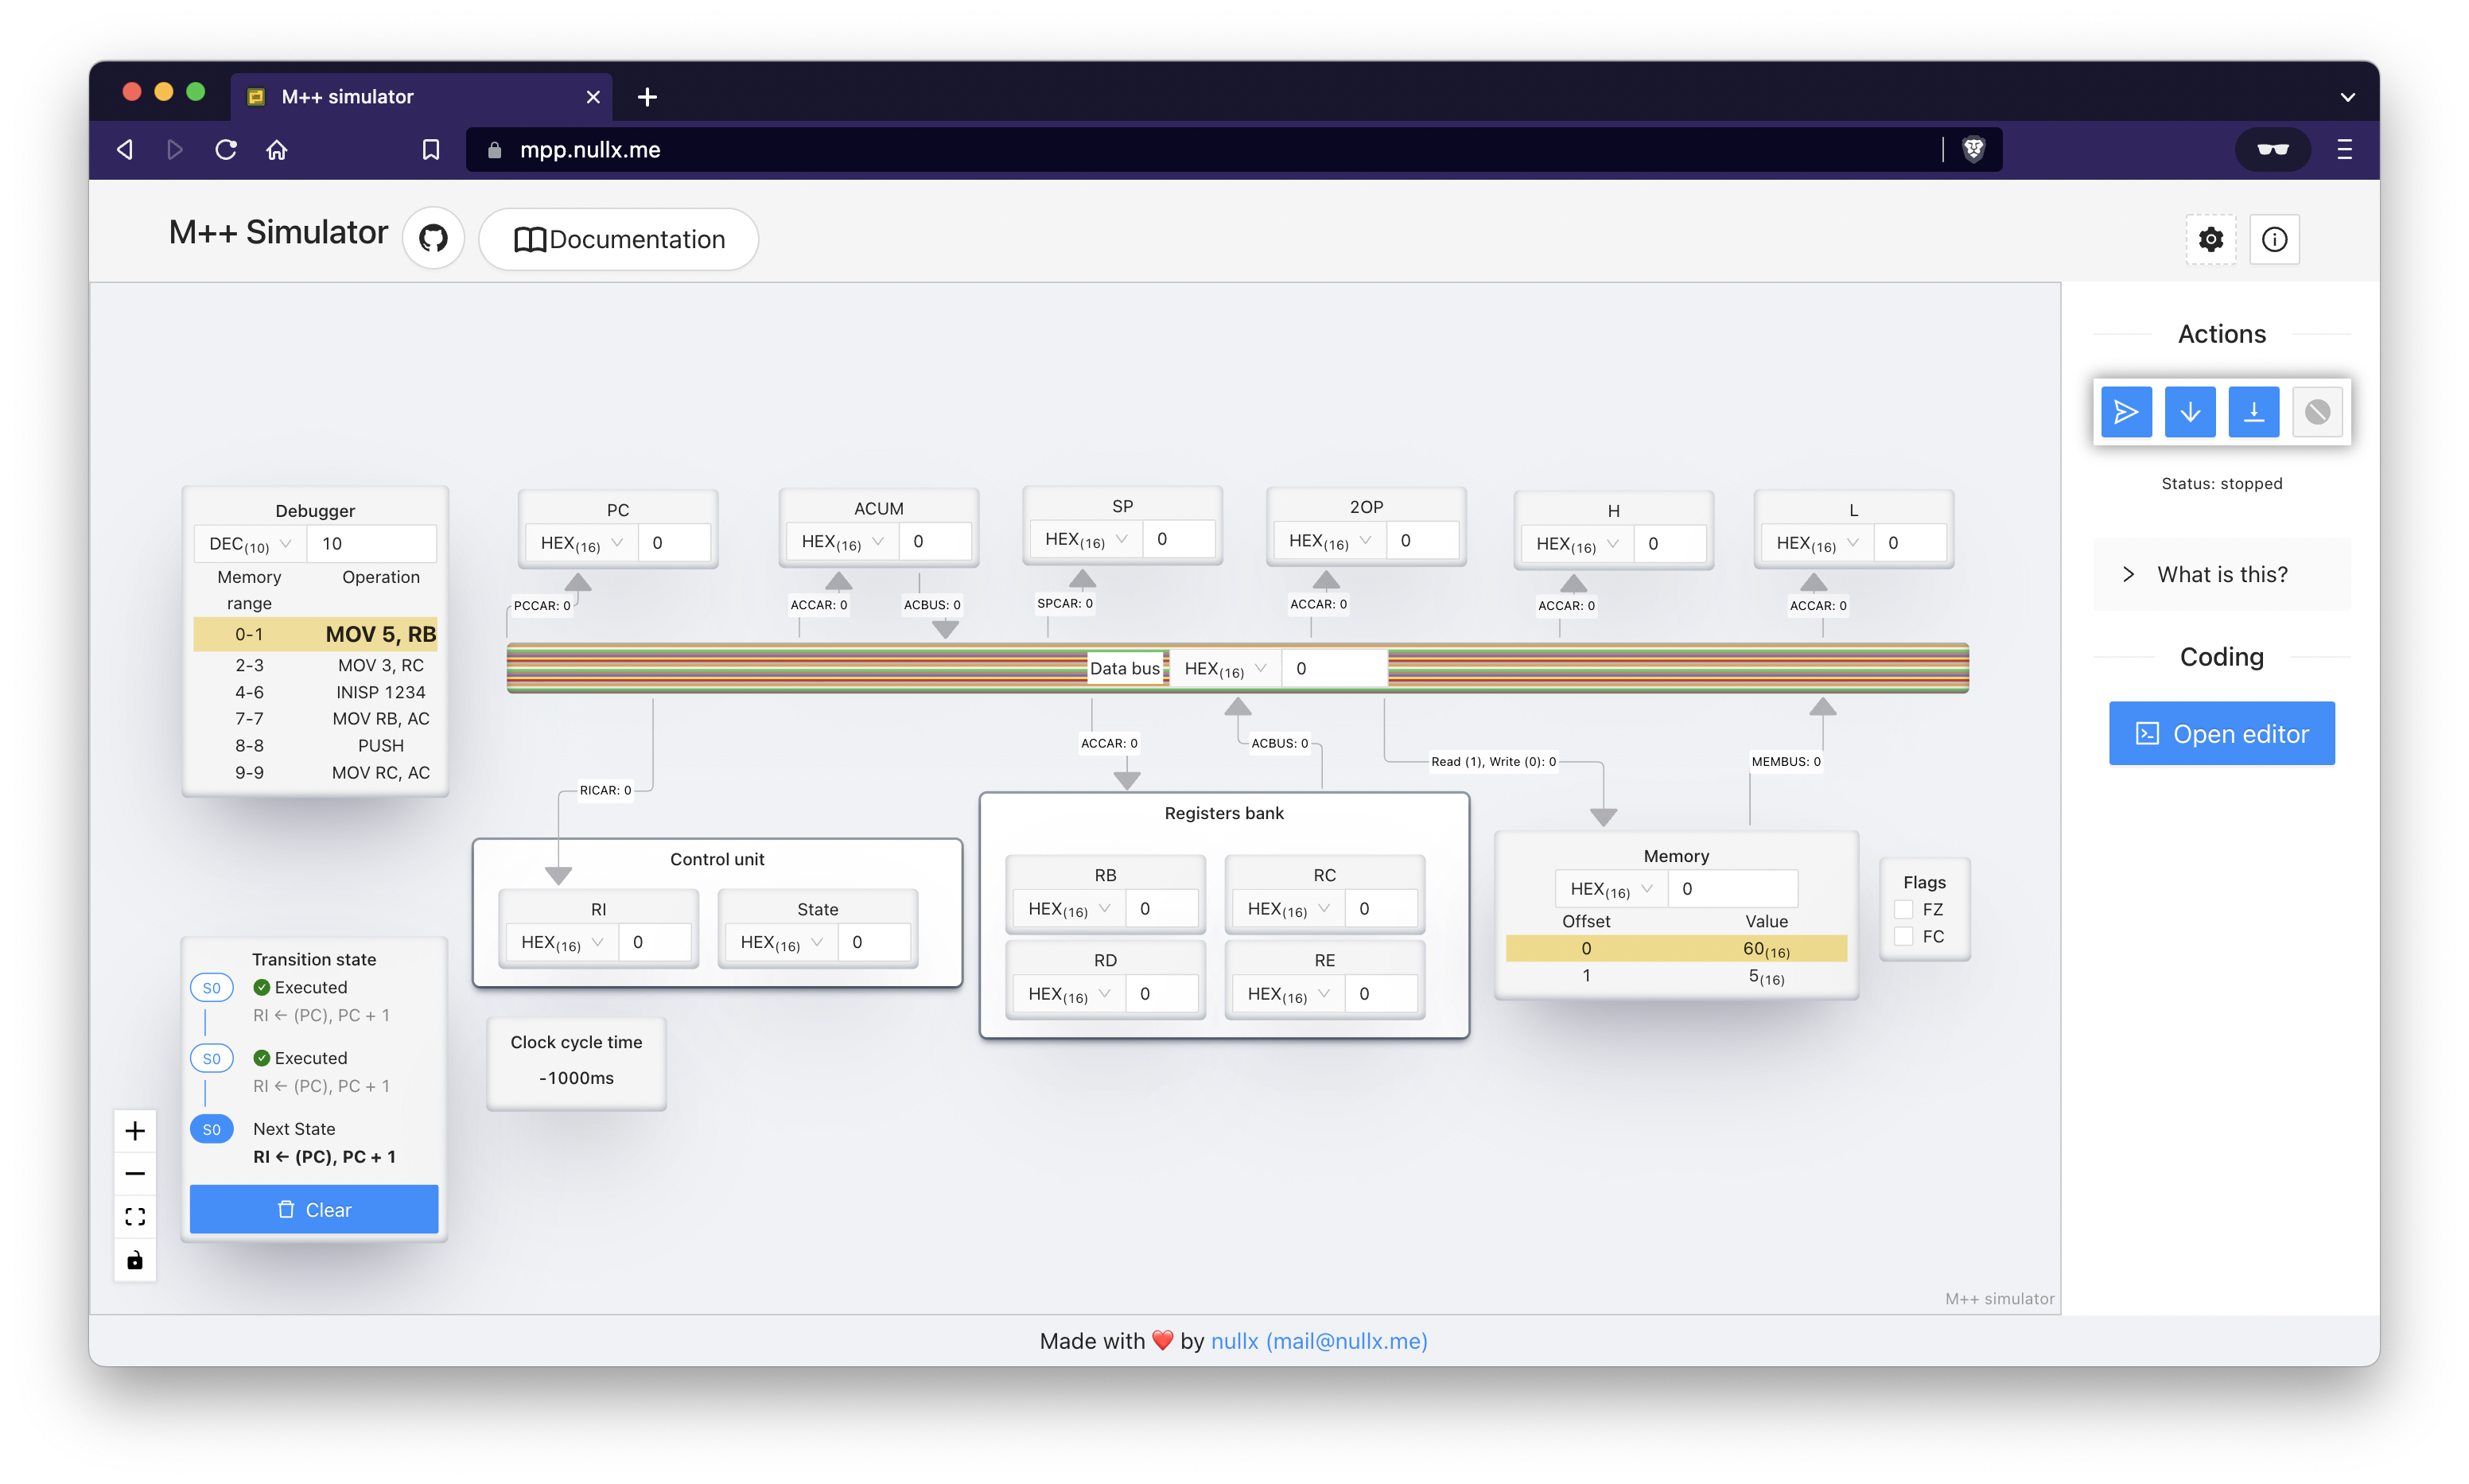 M++ simulator
mpp.nullx.me
M++ Simulator
Documentation
Debugger
DEC(10) 10
Memory range Operation
0-1 MOV 5, RB
2-3 MOV 3, RC
4-6 INISP 1234
7-7 MOV RB, AC
8-8 PUSH
9-9 MOV RC, AC
PC
HEX(16) 0
ACUM
HEX(16) 0
SP
HEX(16) 0
2OP
HEX(16) 0
H
HEX(16) 0
L
HEX(16) 0
PCCAR: 0
ACCAR: 0
ACBUS: 0
SPCAR: 0
ACCAR: 0
ACCAR: 0
ACCAR: 0
Data bus HEX(16) 0
RICAR: 0
ACCAR: 0
ACBUS: 0
Read (1), Write (0): 0
MEMBUS: 0
Control unit
RI
HEX(16) 0
State
HEX(16) 0
Registers bank
RB
HEX(16) 0
RC
HEX(16) 0
RD
HEX(16) 0
RE
HEX(16) 0
Memory
HEX(16) 0
Offset Value
0 60(16)
1 5(16)
Flags
FZ
FC
Transition state
S0 Executed
RI ← (PC), PC + 1
S0 Executed
RI ← (PC), PC + 1
S0 Next State
RI ← (PC), PC + 1
Clear
Clock cycle time
-1000ms
M++ simulator
Actions
Status: stopped
What is this?
Coding
Open editor
Made with ❤️ by nullx (mail@nullx.me)